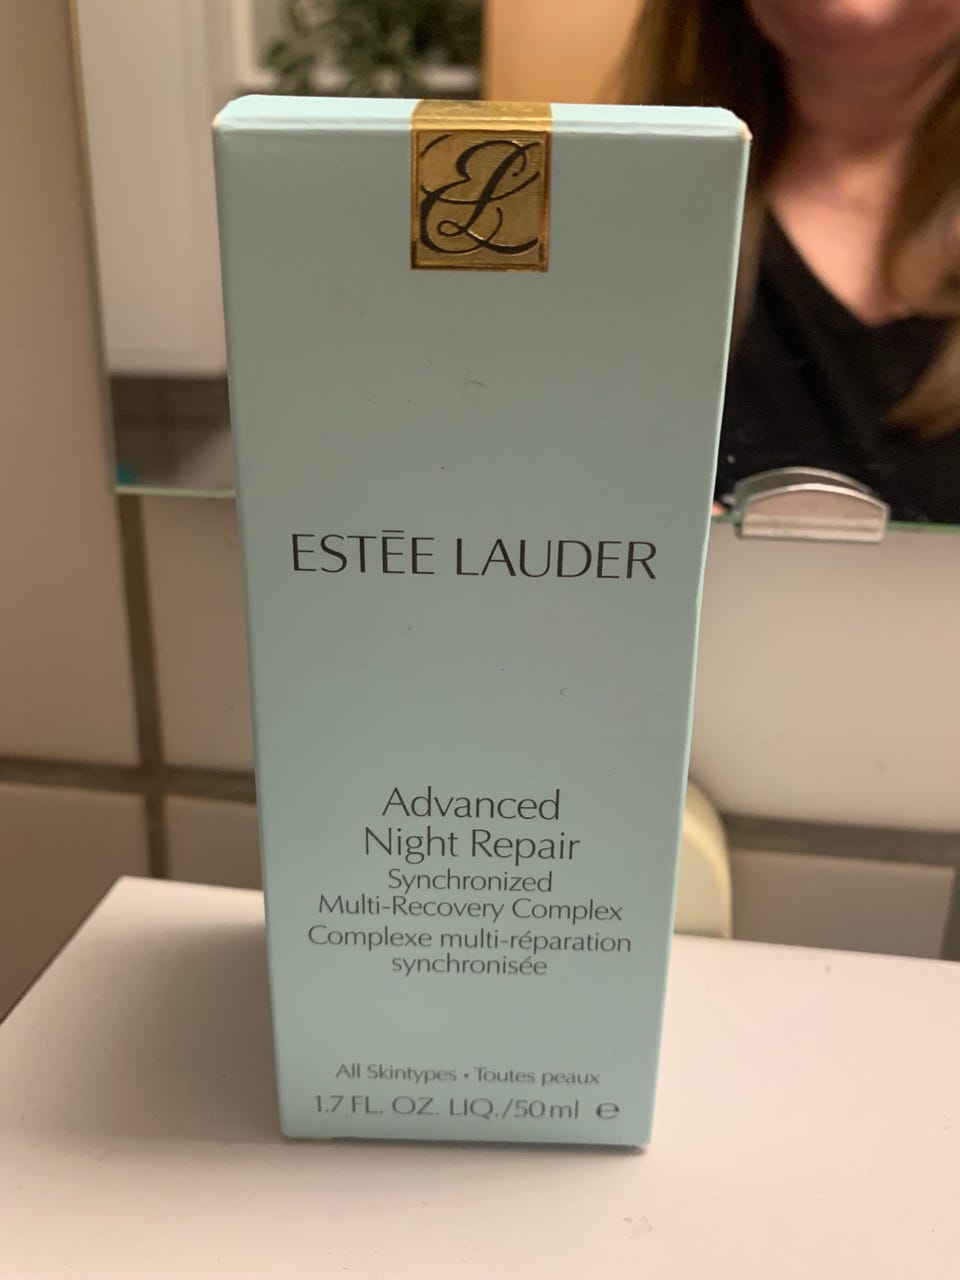 EL
ESTĒE LAUDER
Advanced
Night Repair
Synchronized
Multi-Recovery Complex
Complexe multi-réparation
synchronisée
All Skintypes • Toutes peaux
1.7 FL. OZ. LIQ./50 ml ℮